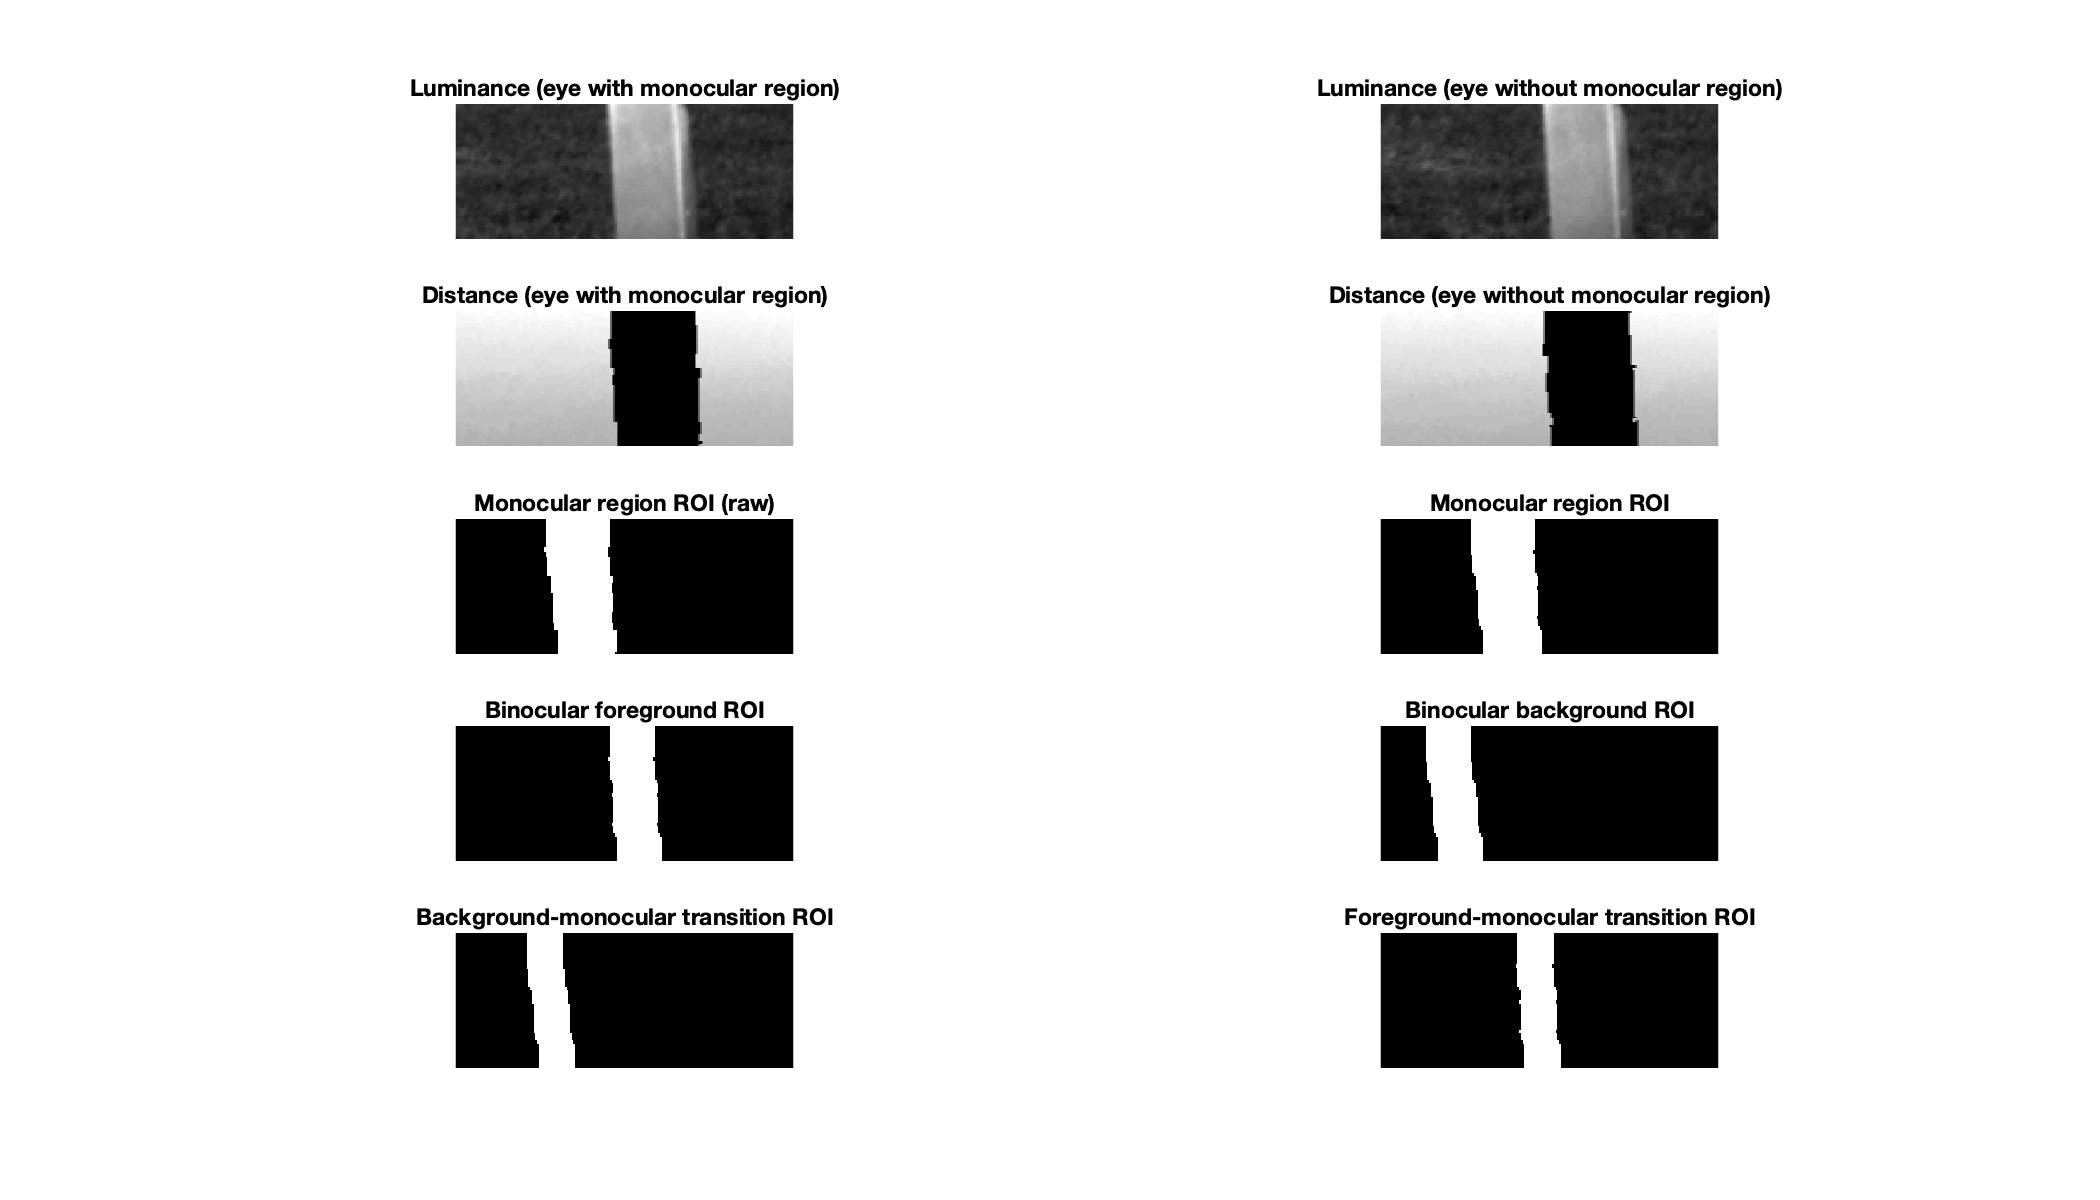 Luminance (eye with monocular region)
Luminance (eye without monocular region)
Distance (eye with monocular region)
Distance (eye without monocular region)
Monocular region ROI (raw)
Monocular region ROI
Binocular foreground ROI
Binocular background ROI
Background-monocular transition ROI
Foreground-monocular transition ROI